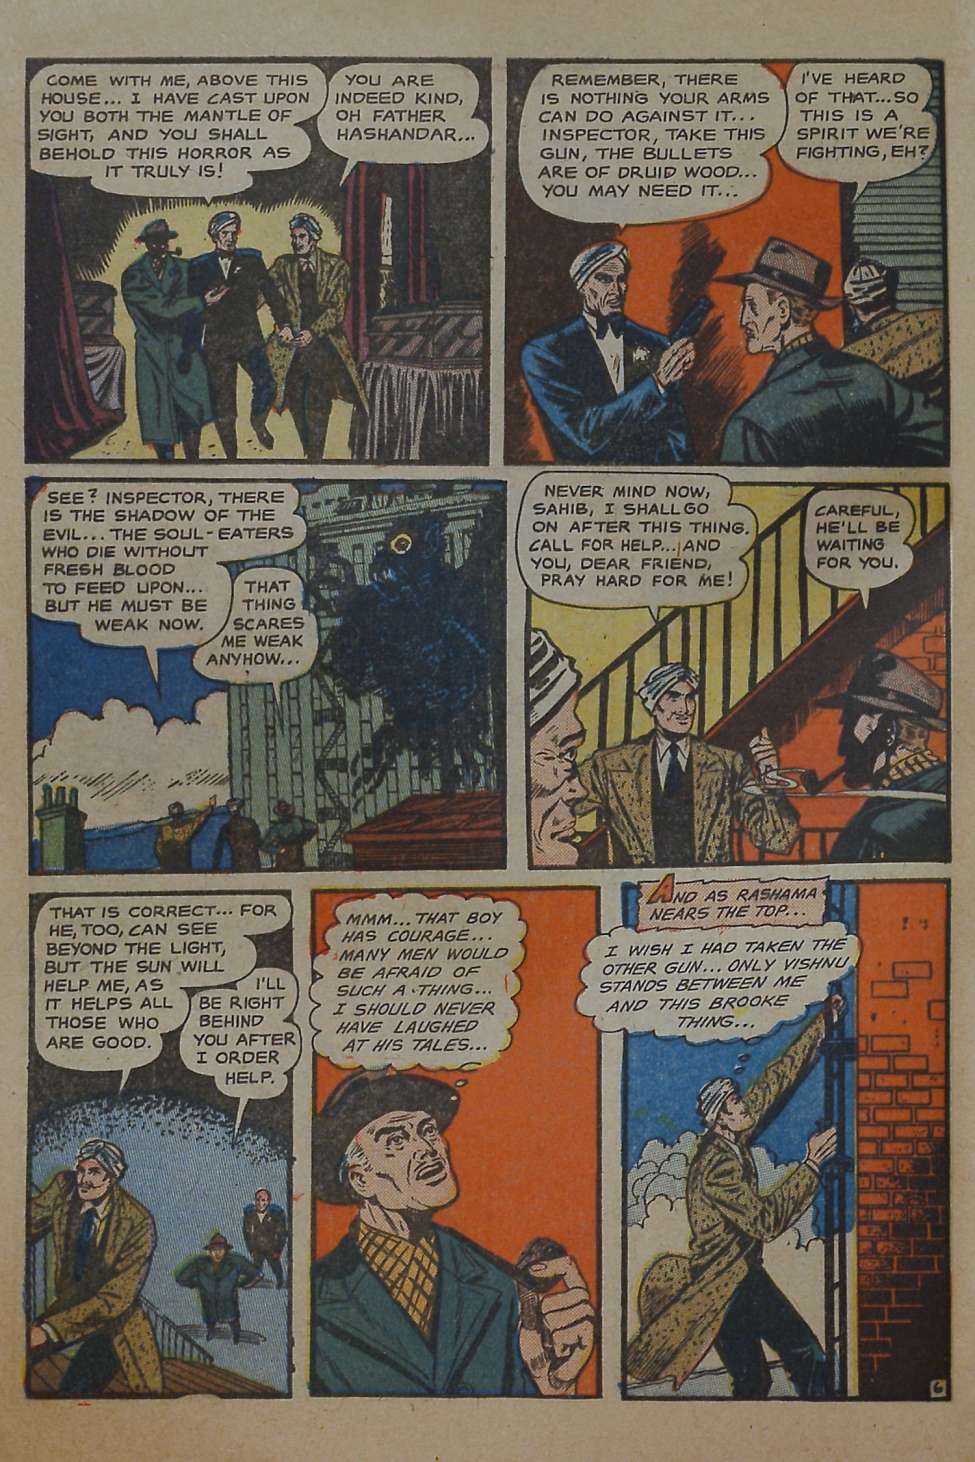 COME WITH ME, ABOVE THIS
HOUSE... I HAVE CAST UPON
YOU BOTH THE MANTLE OF
SIGHT, AND YOU SHALL
BEHOLD THIS HORROR AS
IT TRULY IS!
YOU ARE
INDEED KIND,
OH FATHER
HASHANDAR...
REMEMBER, THERE
IS NOTHING YOUR ARMS
CAN DO AGAINST IT...
INSPECTOR, TAKE THIS
GUN, THE BULLETS
ARE OF DRUID WOOD...
YOU MAY NEED IT...
I'VE HEARD
OF THAT...SO
THIS IS A
SPIRIT WE'RE
FIGHTING, EH?
SEE? INSPECTOR, THERE
IS THE SHADOW OF THE
EVIL... THE SOUL-EATERS
WHO DIE WITHOUT
FRESH BLOOD
TO FEED UPON...
BUT HE MUST BE
WEAK NOW.
THAT
THING
SCARES
ME WEAK
ANYHOW...
NEVER MIND NOW,
SAHIB, I SHALL GO
ON AFTER THIS THING.
CALL FOR HELP... AND
YOU, DEAR FRIEND,
PRAY HARD FOR ME!
CAREFUL,
HE'LL BE
WAITING
FOR YOU.
THAT IS CORRECT... FOR
HE, TOO, CAN SEE
BEYOND THE LIGHT,
BUT THE SUN WILL
HELP ME, AS
IT HELPS ALL
THOSE WHO
ARE GOOD.
I'LL
BE RIGHT
BEHIND
YOU AFTER
I ORDER
HELP.
MMM... THAT BOY
HAS COURAGE...
MANY MEN WOULD
BE AFRAID OF
SUCH A THING...
I SHOULD NEVER
HAVE LAUGHED
AT HIS TALES...
AND AS RASHAMA
NEARS THE TOP...
I WISH I HAD TAKEN THE
OTHER GUN... ONLY VISHNU
STANDS BETWEEN ME
AND THIS BROOKE
THING...
6